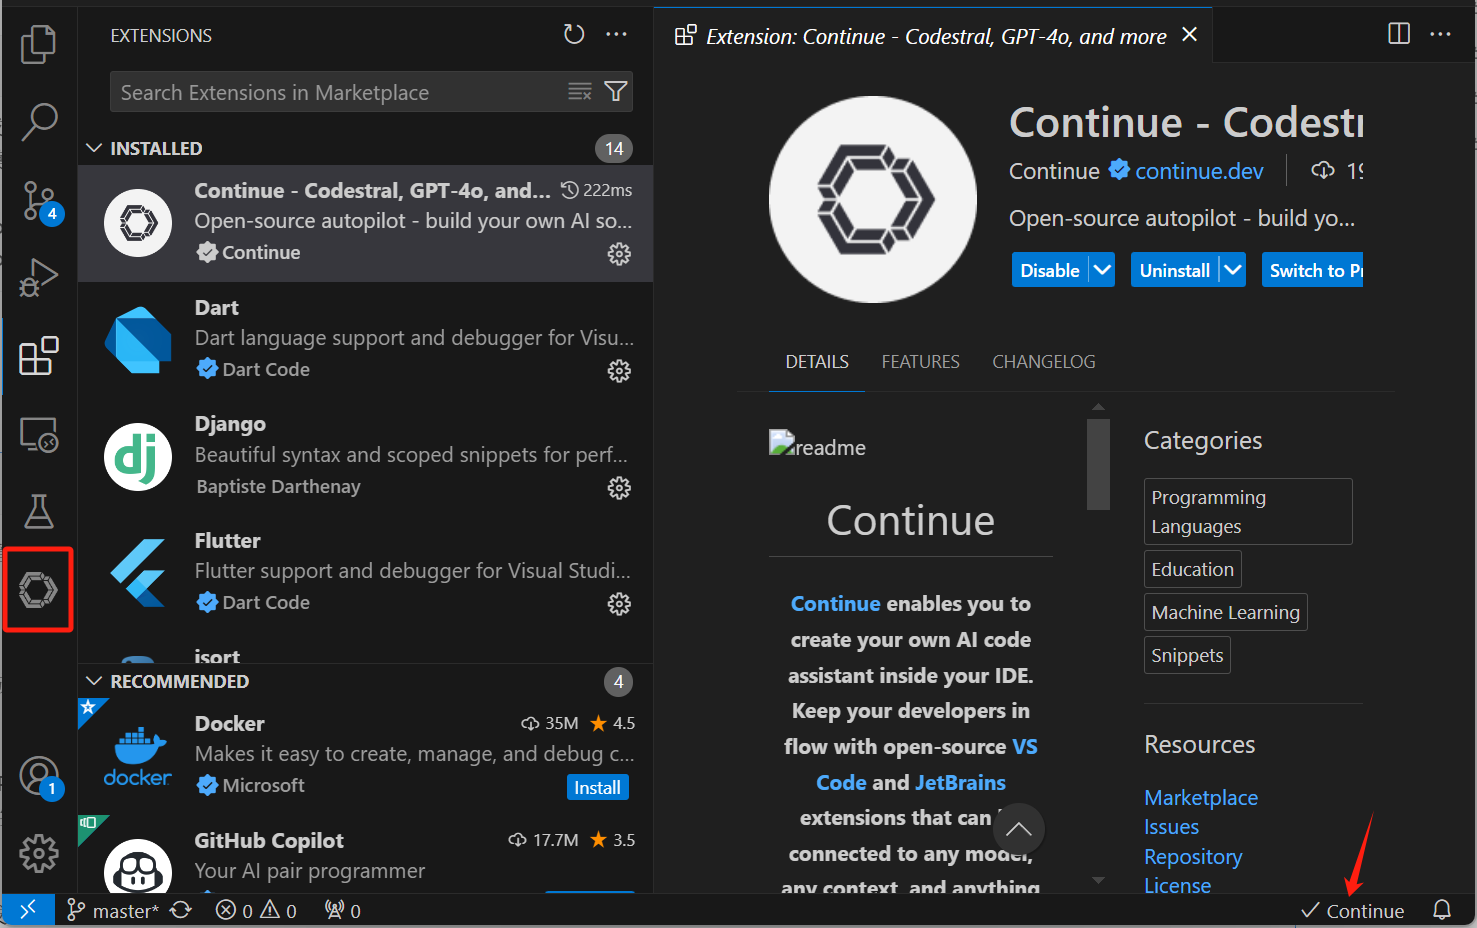 EXTENSIONS
Search Extensions in Marketplace
INSTALLED
14
Continue - Codestral, GPT-4o, and...
222ms
Open-source autopilot - build your own AI so...
Continue
Dart
Dart language support and debugger for Visu...
Dart Code
Django
Beautiful syntax and scoped snippets for perf...
Baptiste Darthenay
Flutter
Flutter support and debugger for Visual Studi...
Dart Code
isort
RECOMMENDED
4
Docker
35M
4.5
Makes it easy to create, manage, and debug c...
docker
Microsoft
Install
GitHub Copilot
17.7M
3.5
Your AI pair programmer
4
1
Extension: Continue - Codestral, GPT-4o, and more
Continue - Codestr
Continue
continue.dev
Open-source autopilot - build yo...
Disable
Uninstall
Switch to
DETAILS
FEATURES
CHANGELOG
readme
Continue
Continue enables you to
create your own AI code
assistant inside your IDE.
Keep your developers in
flow with open-source VS
Code and JetBrains
extensions that can
connected to any model,
any context, and anything
Categories
Programming
Languages
Education
Machine Learning
Snippets
Resources
Marketplace
Issues
Repository
License
master*
0
0
0
Continue